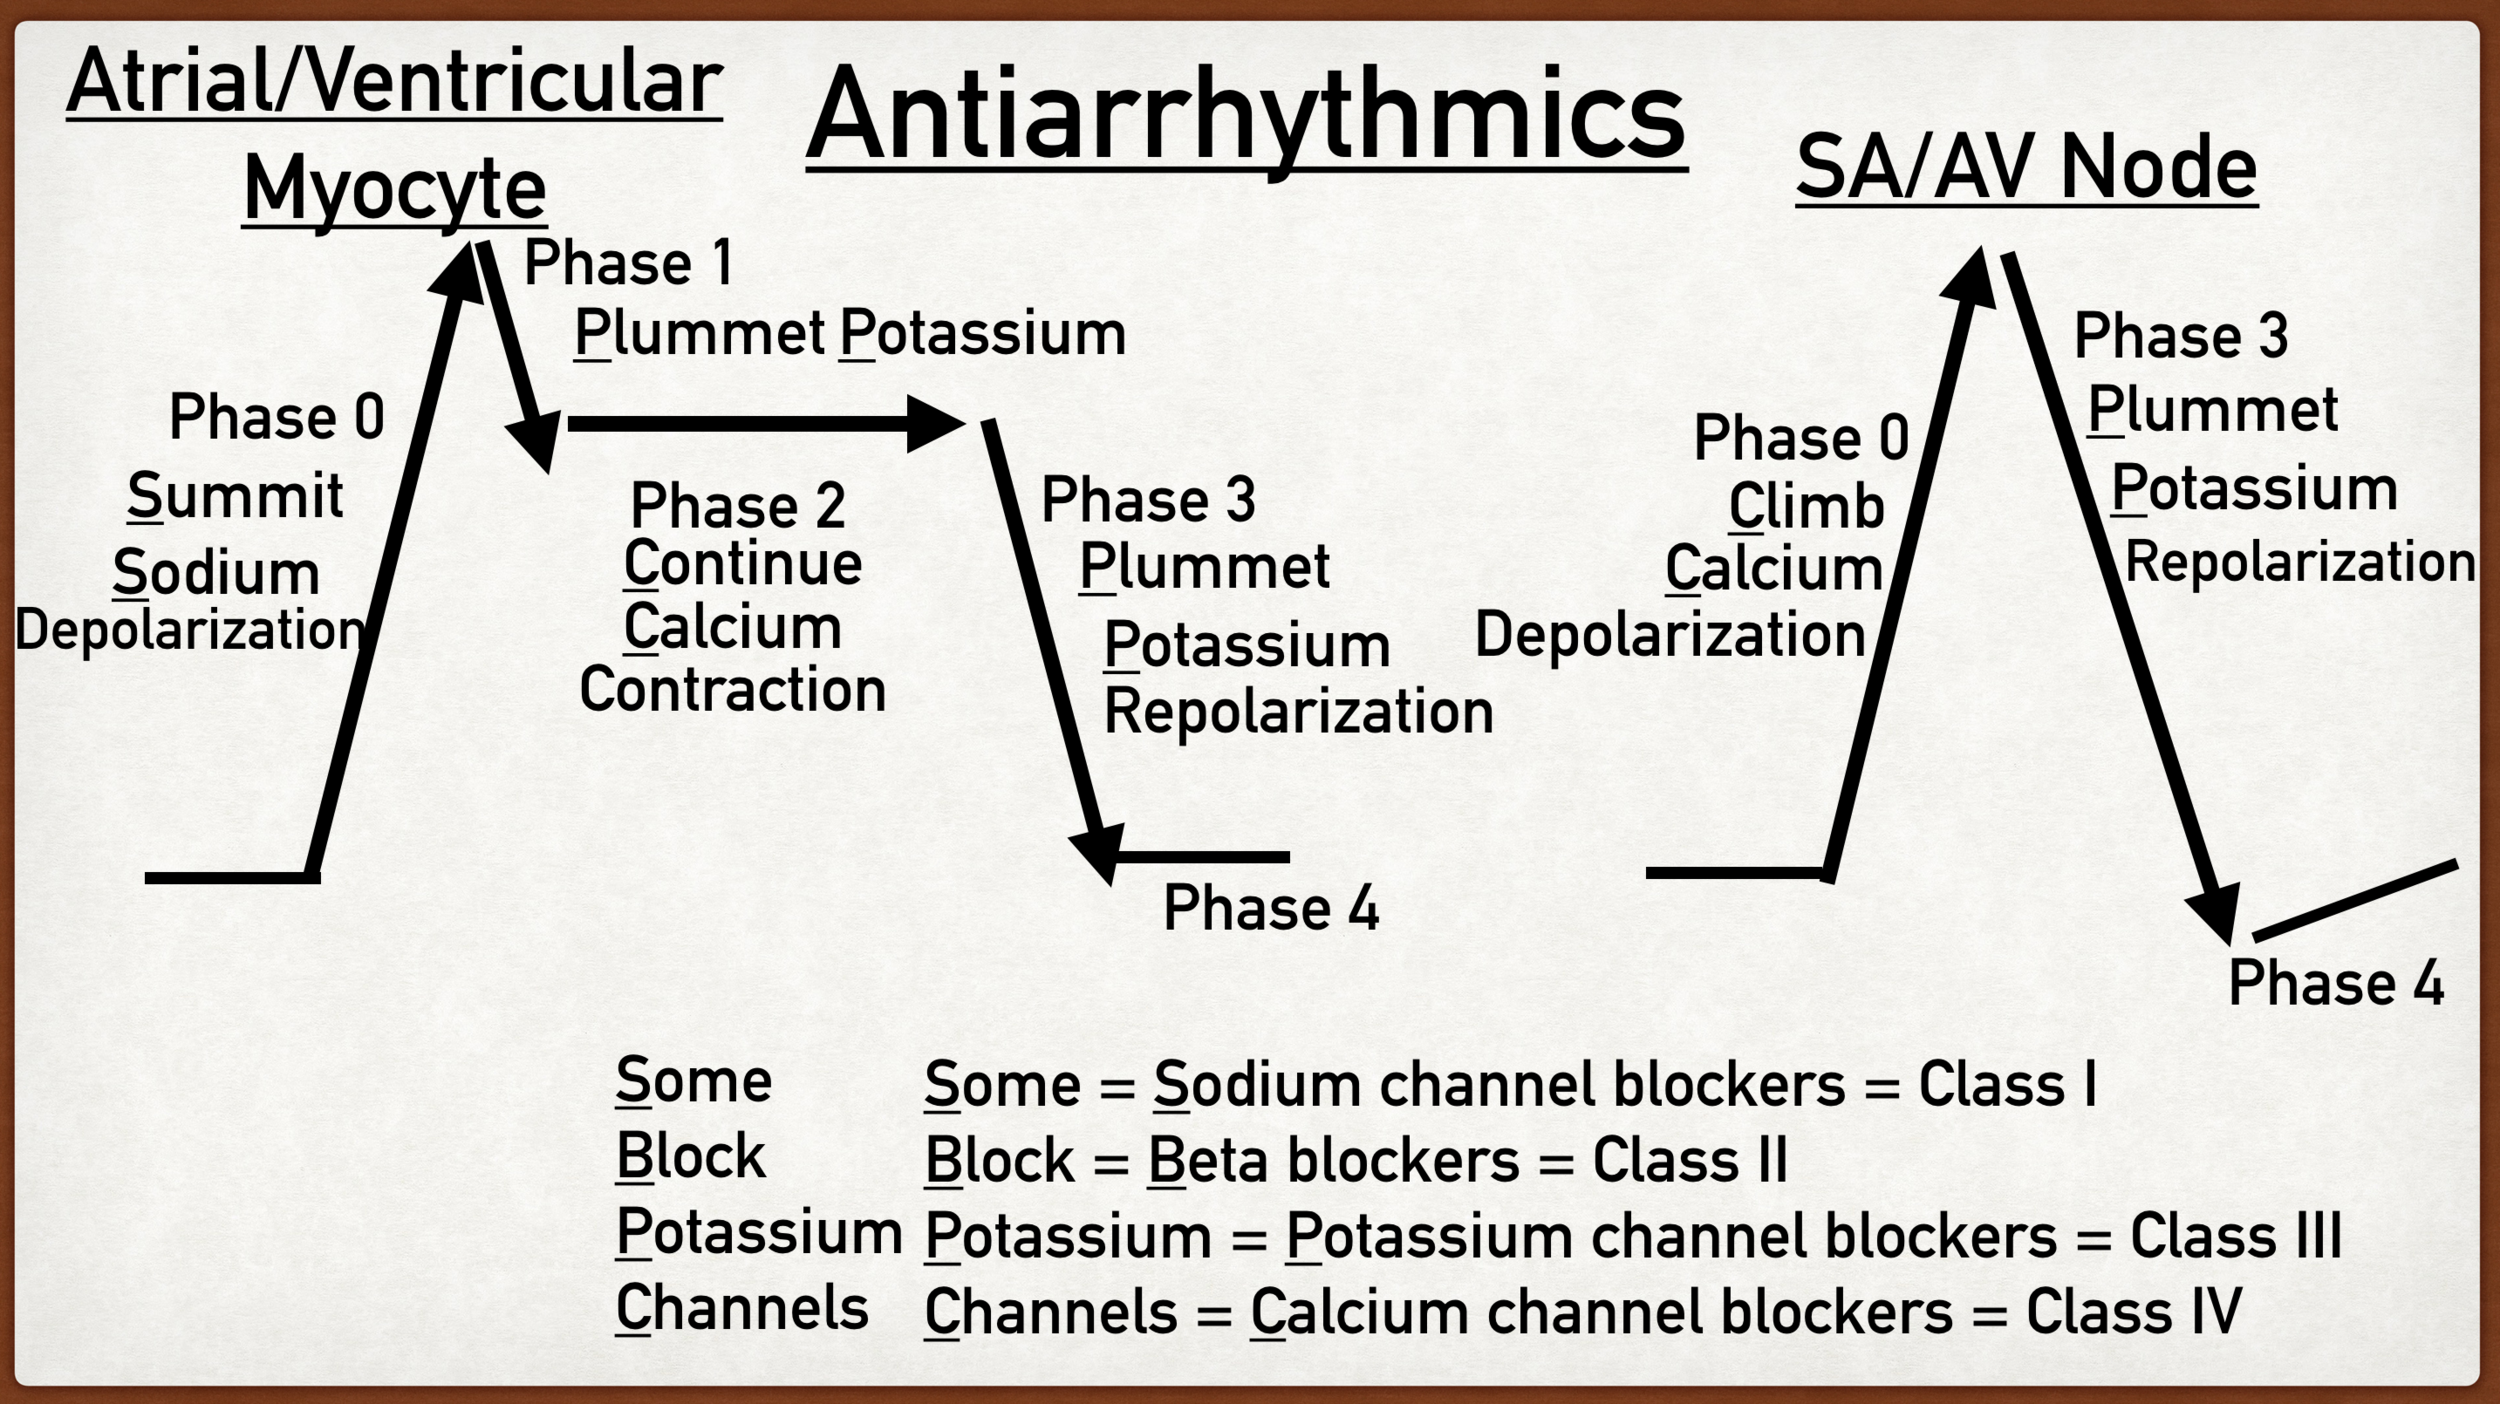 Atrial/Ventricular
Myocyte
Antiarrhythmics
SA/AV Node
Phase 0
Summit
Sodium
Depolarization
Phase 1
Plummet Potassium
Phase 2
Continue
Calcium
Contraction
Phase 3
Plummet
Potassium
Repolarization
Phase 4
Phase 0
Climb
Calcium
Depolarization
Phase 3
Plummet
Potassium
Repolarization
Phase 4
Some
Block
Potassium
Channels
Some = Sodium channel blockers = Class I
Block = Beta blockers = Class II
Potassium = Potassium channel blockers = Class III
Channels = Calcium channel blockers = Class IV